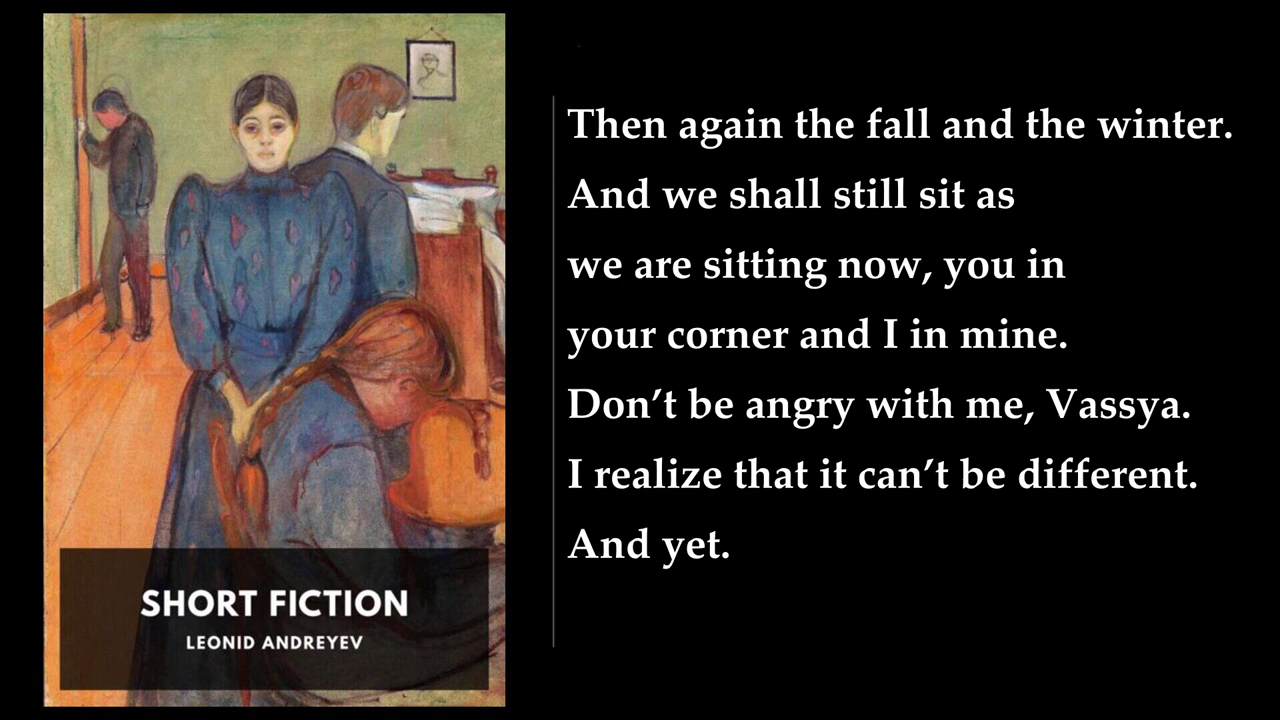 SHORT FICTION
LEONID ANDREYEV
Then again the fall and the winter.
And we shall still sit as
we are sitting now, you in
your corner and I in mine.
Don’t be angry with me, Vassya.
I realize that it can’t be different.
And yet.